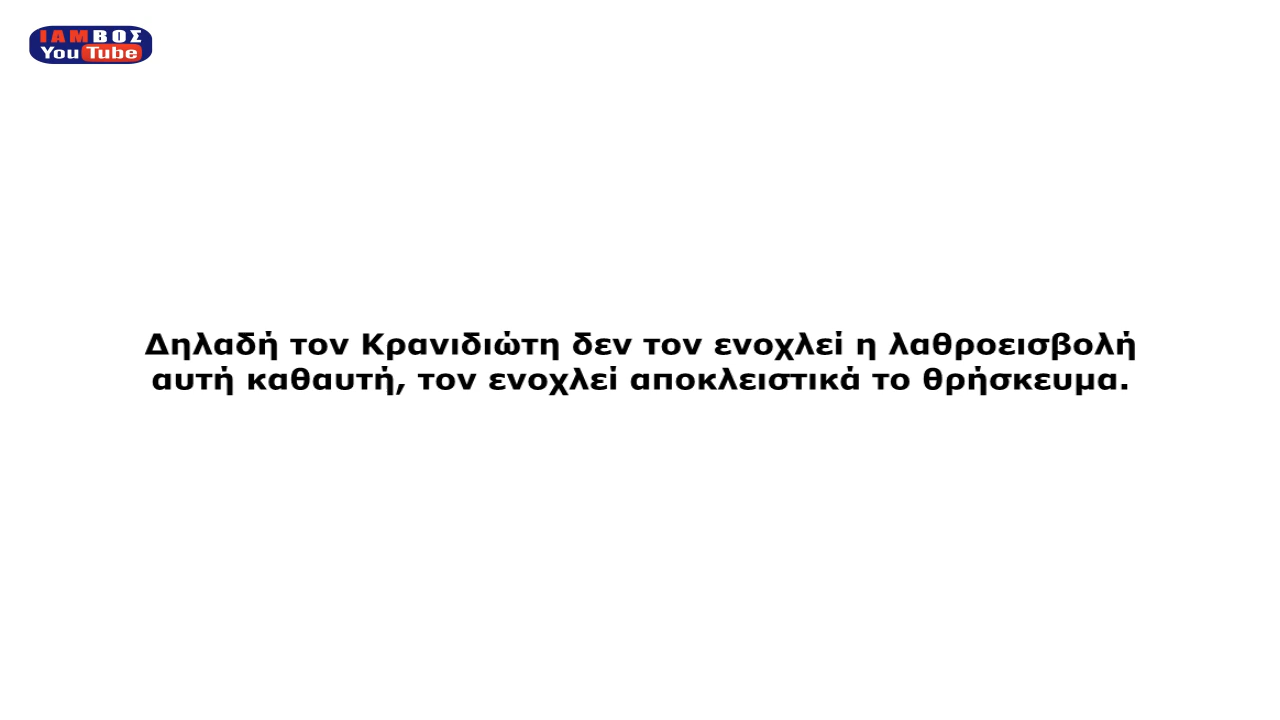 ΙΑΜΒΟΣ
YouTube
Δηλαδή τον Κρανιδιώτη δεν τον ενοχλεί η λαθροεισβολή
αυτή καθαυτή, τον ενοχλεί αποκλειστικά το θρήσκευμα.